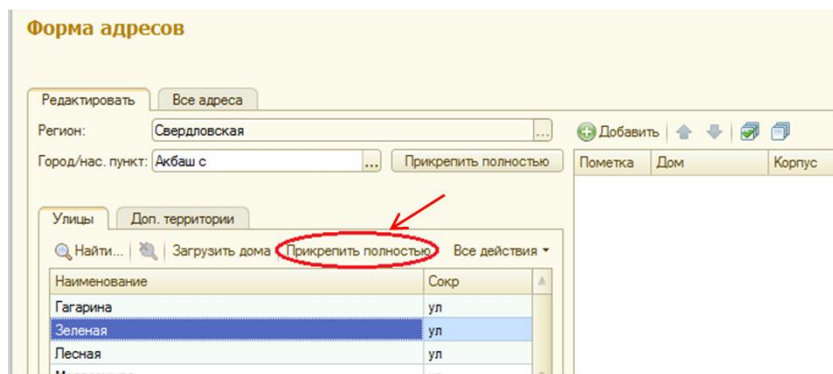 Форма адресов
Редактировать Все адреса
Регион: Свердловская ... Добавить
Город/нас. пункт: Акбаш с ... Прикрепить полностью Пометка Дом Корпус
Улицы Доп. территории
Найти... Загрузить дома Прикрепить полностью Все действия
Наименование Сокр
Гагарина ул
Зеленая ул
Лесная ул